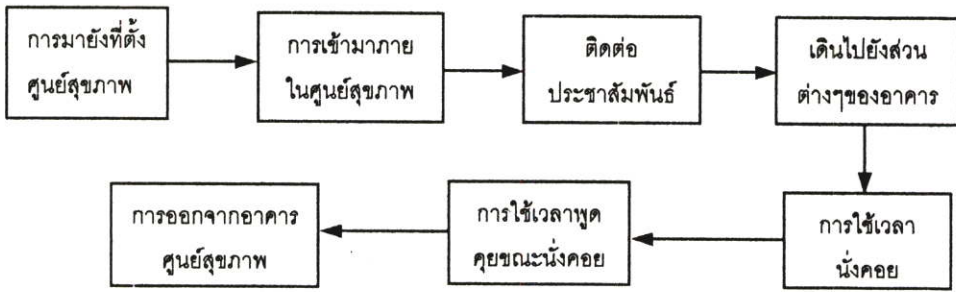 การมายังที่ตั้ง
ศูนย์สุขภาพ
การเข้ามาภาย
ในศูนย์สุขภาพ
ติดต่อ
ประชาสัมพันธ์
เดินไปยังส่วน
ต่างๆของอาคาร
การใช้เวลา
นั่งคอย
การใช้เวลาพูด
คุยขณะนั่งคอย
การออกจากอาคาร
ศูนย์สุขภาพ